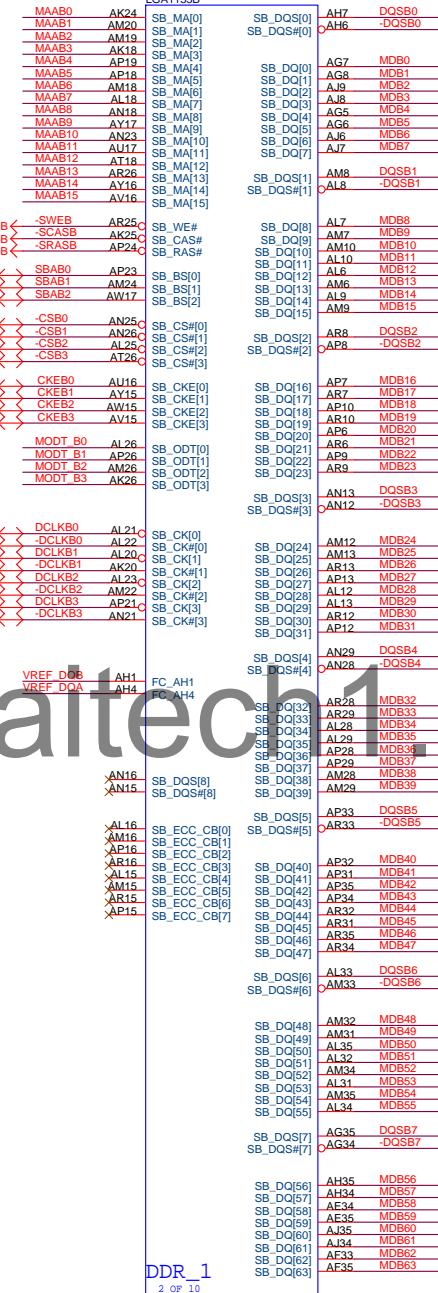 MAAB0 AK24 SB_MA[0]
MAAB1 AM20 SB_MA[1]
MAAB2 AM19 SB_MA[2]
MAAB3 AK18 SB_MA[3]
MAAB4 AP19 SB_MA[4]
MAAB5 AP18 SB_MA[5]
MAAB6 AM18 SB_MA[6]
MAAB7 AL18 SB_MA[7]
MAAB8 AN18 SB_MA[8]
MAAB9 AY17 SB_MA[9]
MAAB10 AN23 SB_MA[10]
MAAB11 AU17 SB_MA[11]
MAAB12 AT18 SB_MA[12]
MAAB13 AR26 SB_MA[13]
MAAB14 AY16 SB_MA[14]
MAAB15 AV16 SB_MA[15]
B -SWEB AR25 SB_WE#
B -SCASB AK25 SB_CAS#
B -SRASB AP24 SB_RAS#
SBAB0 AP23 SB_BS[0]
SBAB1 AM24 SB_BS[1]
SBAB2 AW17 SB_BS[2]
-CSB0 AN25 SB_CS#[0]
-CSB1 AN26 SB_CS#[1]
-CSB2 AL25 SB_CS#[2]
-CSB3 AT26 SB_CS#[3]
CKEB0 AU16 SB_CKE[0]
CKEB1 AY15 SB_CKE[1]
CKEB2 AW15 SB_CKE[2]
CKEB3 AV15 SB_CKE[3]
MODT_B0 AL26 SB_ODT[0]
MODT_B1 AP26 SB_ODT[1]
MODT_B2 AM26 SB_ODT[2]
MODT_B3 AK26 SB_ODT[3]
DCLKB0 AL21 SB_CK[0]
-DCLKB0 AL22 SB_CK#[0]
DCLKB1 AL20 SB_CK[1]
-DCLKB1 AK20 SB_CK#[1]
DCLKB2 AL23 SB_CK[2]
-DCLKB2 AM22 SB_CK#[2]
DCLKB3 AP21 SB_CK[3]
-DCLKB3 AN21 SB_CK#[3]
VREF_DQB AH1 FC_AH1
VREF_DQA AH4 FC_AH4
aitech1.
AN16 SB_DQS[8]
AN15 SB_DQS#[8]
AL16 SB_ECC_CB[0]
AM16 SB_ECC_CB[1]
AP16 SB_ECC_CB[2]
AR16 SB_ECC_CB[3]
AL15 SB_ECC_CB[4]
AM15 SB_ECC_CB[5]
AR15 SB_ECC_CB[6]
AP15 SB_ECC_CB[7]
DDR_1
2 OF 10
SB_DQS[0] AH7 DQSB0
SB_DQS#[0] AH6 -DQSB0
SB_DQ[0] AG7 MDB0
SB_DQ[1] AG8 MDB1
SB_DQ[2] AJ9 MDB2
SB_DQ[3] AJ8 MDB3
SB_DQ[4] AG5 MDB4
SB_DQ[5] AG6 MDB5
SB_DQ[6] AJ6 MDB6
SB_DQ[7] AJ7 MDB7
SB_DQS[1] AM8 DQSB1
SB_DQS#[1] AL8 -DQSB1
SB_DQ[8] AL7 MDB8
SB_DQ[9] AM7 MDB9
SB_DQ[10] AM10 MDB10
SB_DQ[11] AL10 MDB11
SB_DQ[12] AL6 MDB12
SB_DQ[13] AM6 MDB13
SB_DQ[14] AL9 MDB14
SB_DQ[15] AM9 MDB15
SB_DQS[2] AR8 DQSB2
SB_DQS#[2] AP8 -DQSB2
SB_DQ[16] AP7 MDB16
SB_DQ[17] AR7 MDB17
SB_DQ[18] AP10 MDB18
SB_DQ[19] AR10 MDB19
SB_DQ[20] AP6 MDB20
SB_DQ[21] AR6 MDB21
SB_DQ[22] AP9 MDB22
SB_DQ[23] AR9 MDB23
SB_DQS[3] AN13 DQSB3
SB_DQS#[3] AN12 -DQSB3
SB_DQ[24] AM12 MDB24
SB_DQ[25] AM13 MDB25
SB_DQ[26] AR13 MDB26
SB_DQ[27] AP13 MDB27
SB_DQ[28] AL12 MDB28
SB_DQ[29] AL13 MDB29
SB_DQ[30] AR12 MDB30
SB_DQ[31] AP12 MDB31
SB_DQS[4] AN29 DQSB4
SB_DQS#[4] AN28 -DQSB4
SB_DQ[32] AR28 MDB32
SB_DQ[33] AR29 MDB33
SB_DQ[34] AL28 MDB34
SB_DQ[35] AL29 MDB35
SB_DQ[36] AP28 MDB36
SB_DQ[37] AP29 MDB37
SB_DQ[38] AM28 MDB38
SB_DQ[39] AM29 MDB39
SB_DQS[5] AP33 DQSB5
SB_DQS#[5] AR33 -DQSB5
SB_DQ[40] AP32 MDB40
SB_DQ[41] AP31 MDB41
SB_DQ[42] AP35 MDB42
SB_DQ[43] AP34 MDB43
SB_DQ[44] AR32 MDB44
SB_DQ[45] AR31 MDB45
SB_DQ[46] AR35 MDB46
SB_DQ[47] AR34 MDB47
SB_DQS[6] AL33 DQSB6
SB_DQS#[6] AM33 -DQSB6
SB_DQ[48] AM32 MDB48
SB_DQ[49] AM31 MDB49
SB_DQ[50] AL35 MDB50
SB_DQ[51] AL32 MDB51
SB_DQ[52] AM34 MDB52
SB_DQ[53] AL31 MDB53
SB_DQ[54] AM35 MDB54
SB_DQ[55] AL34 MDB55
SB_DQS[7] AG35 DQSB7
SB_DQS#[7] AG34 -DQSB7
SB_DQ[56] AH35 MDB56
SB_DQ[57] AH34 MDB57
SB_DQ[58] AE34 MDB58
SB_DQ[59] AE35 MDB59
SB_DQ[60] AJ35 MDB60
SB_DQ[61] AJ34 MDB61
SB_DQ[62] AF33 MDB62
SB_DQ[63] AF35 MDB63